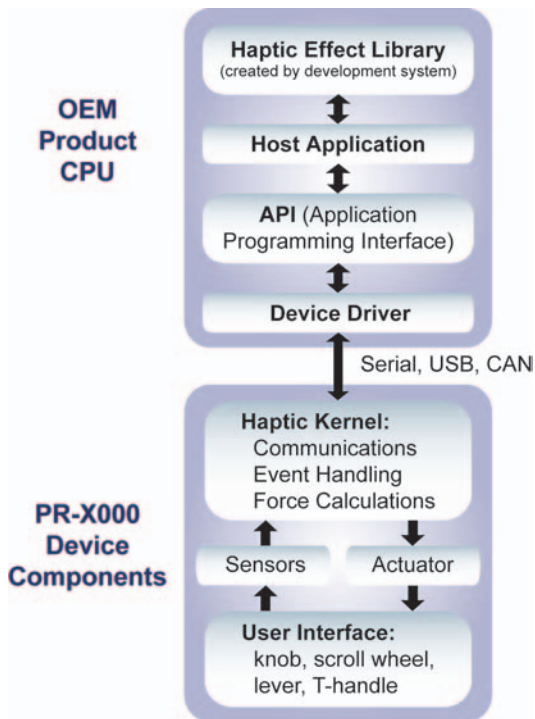 OEM
Product
CPU
Haptic Effect Library
(created by development system)
Host Application
API (Application
Programming Interface)
Device Driver
Serial, USB, CAN
PR-X000
Device
Components
Haptic Kernel:
Communications
Event Handling
Force Calculations
Sensors
Actuator
User Interface:
knob, scroll wheel,
lever, T-handle